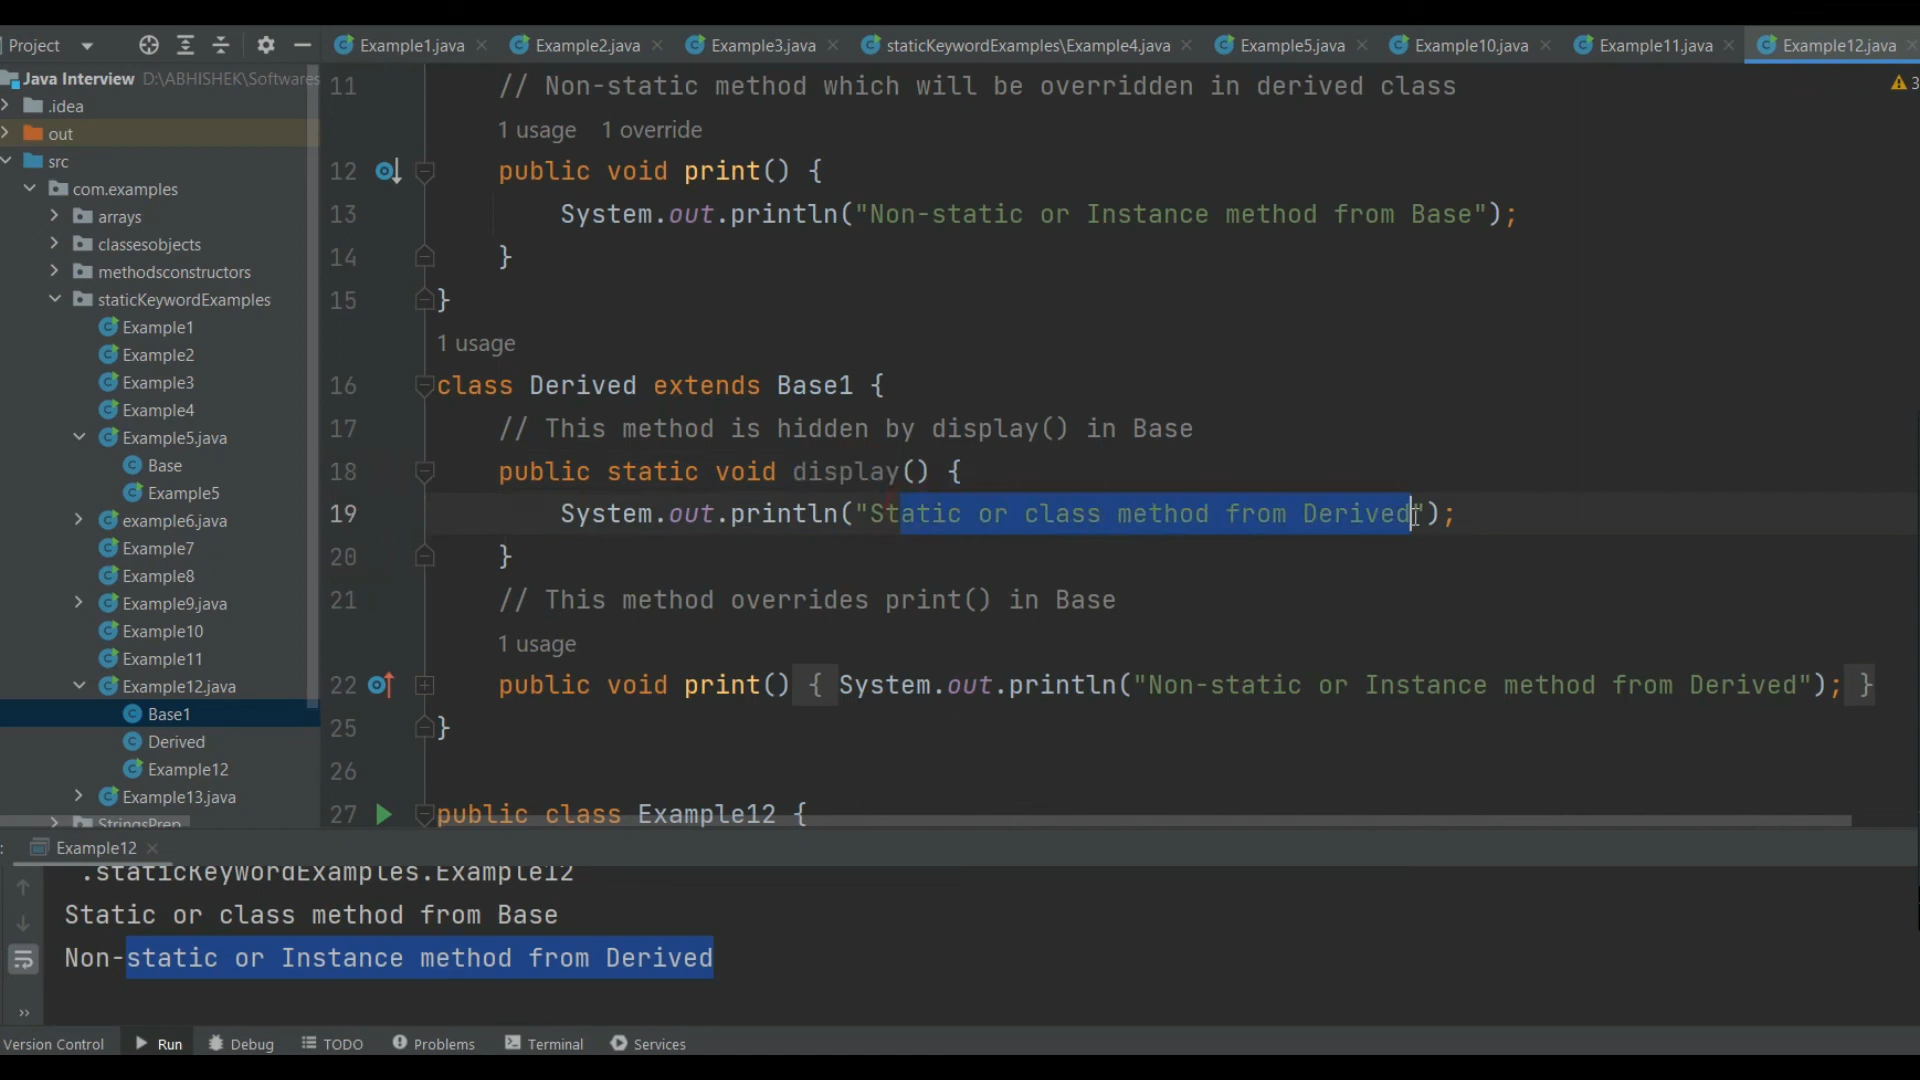 Project
Example1.java
Example2.java
Example3.java
staticKeywordExamples\Example4.java
Example5.java
Example10.java
Example11.java
Example12.java
Java Interview D:\ABHISHEK\Softwares
.idea
out
src
com.examples
arrays
classesobjects
methodsconstructors
staticKeywordExamples
Example1
Example2
Example3
Example4
Example5.java
Base
Example5
example6.java
Example7
Example8
Example9.java
Example10
Example11
Example12.java
Base1
Derived
Example12
Example13.java
StringsPrep
3
11 // Non-static method which will be overridden in derived class
1 usage 1 override
12 public void print() {
13 System.out.println("Non-static or Instance method from Base");
14 }
15 }
1 usage
16 class Derived extends Base1 {
17 // This method is hidden by display() in Base
18 public static void display() {
19 System.out.println("Static or class method from Derived");
20 }
21 // This method overrides print() in Base
1 usage
22 public void print() { System.out.println("Non-static or Instance method from Derived"); }
25 }
26
27 public class Example12 {
: Example12
.staticKeywordExamples.Example12
Static or class method from Base
Non-static or Instance method from Derived
Version Control Run Debug TODO Problems Terminal Services